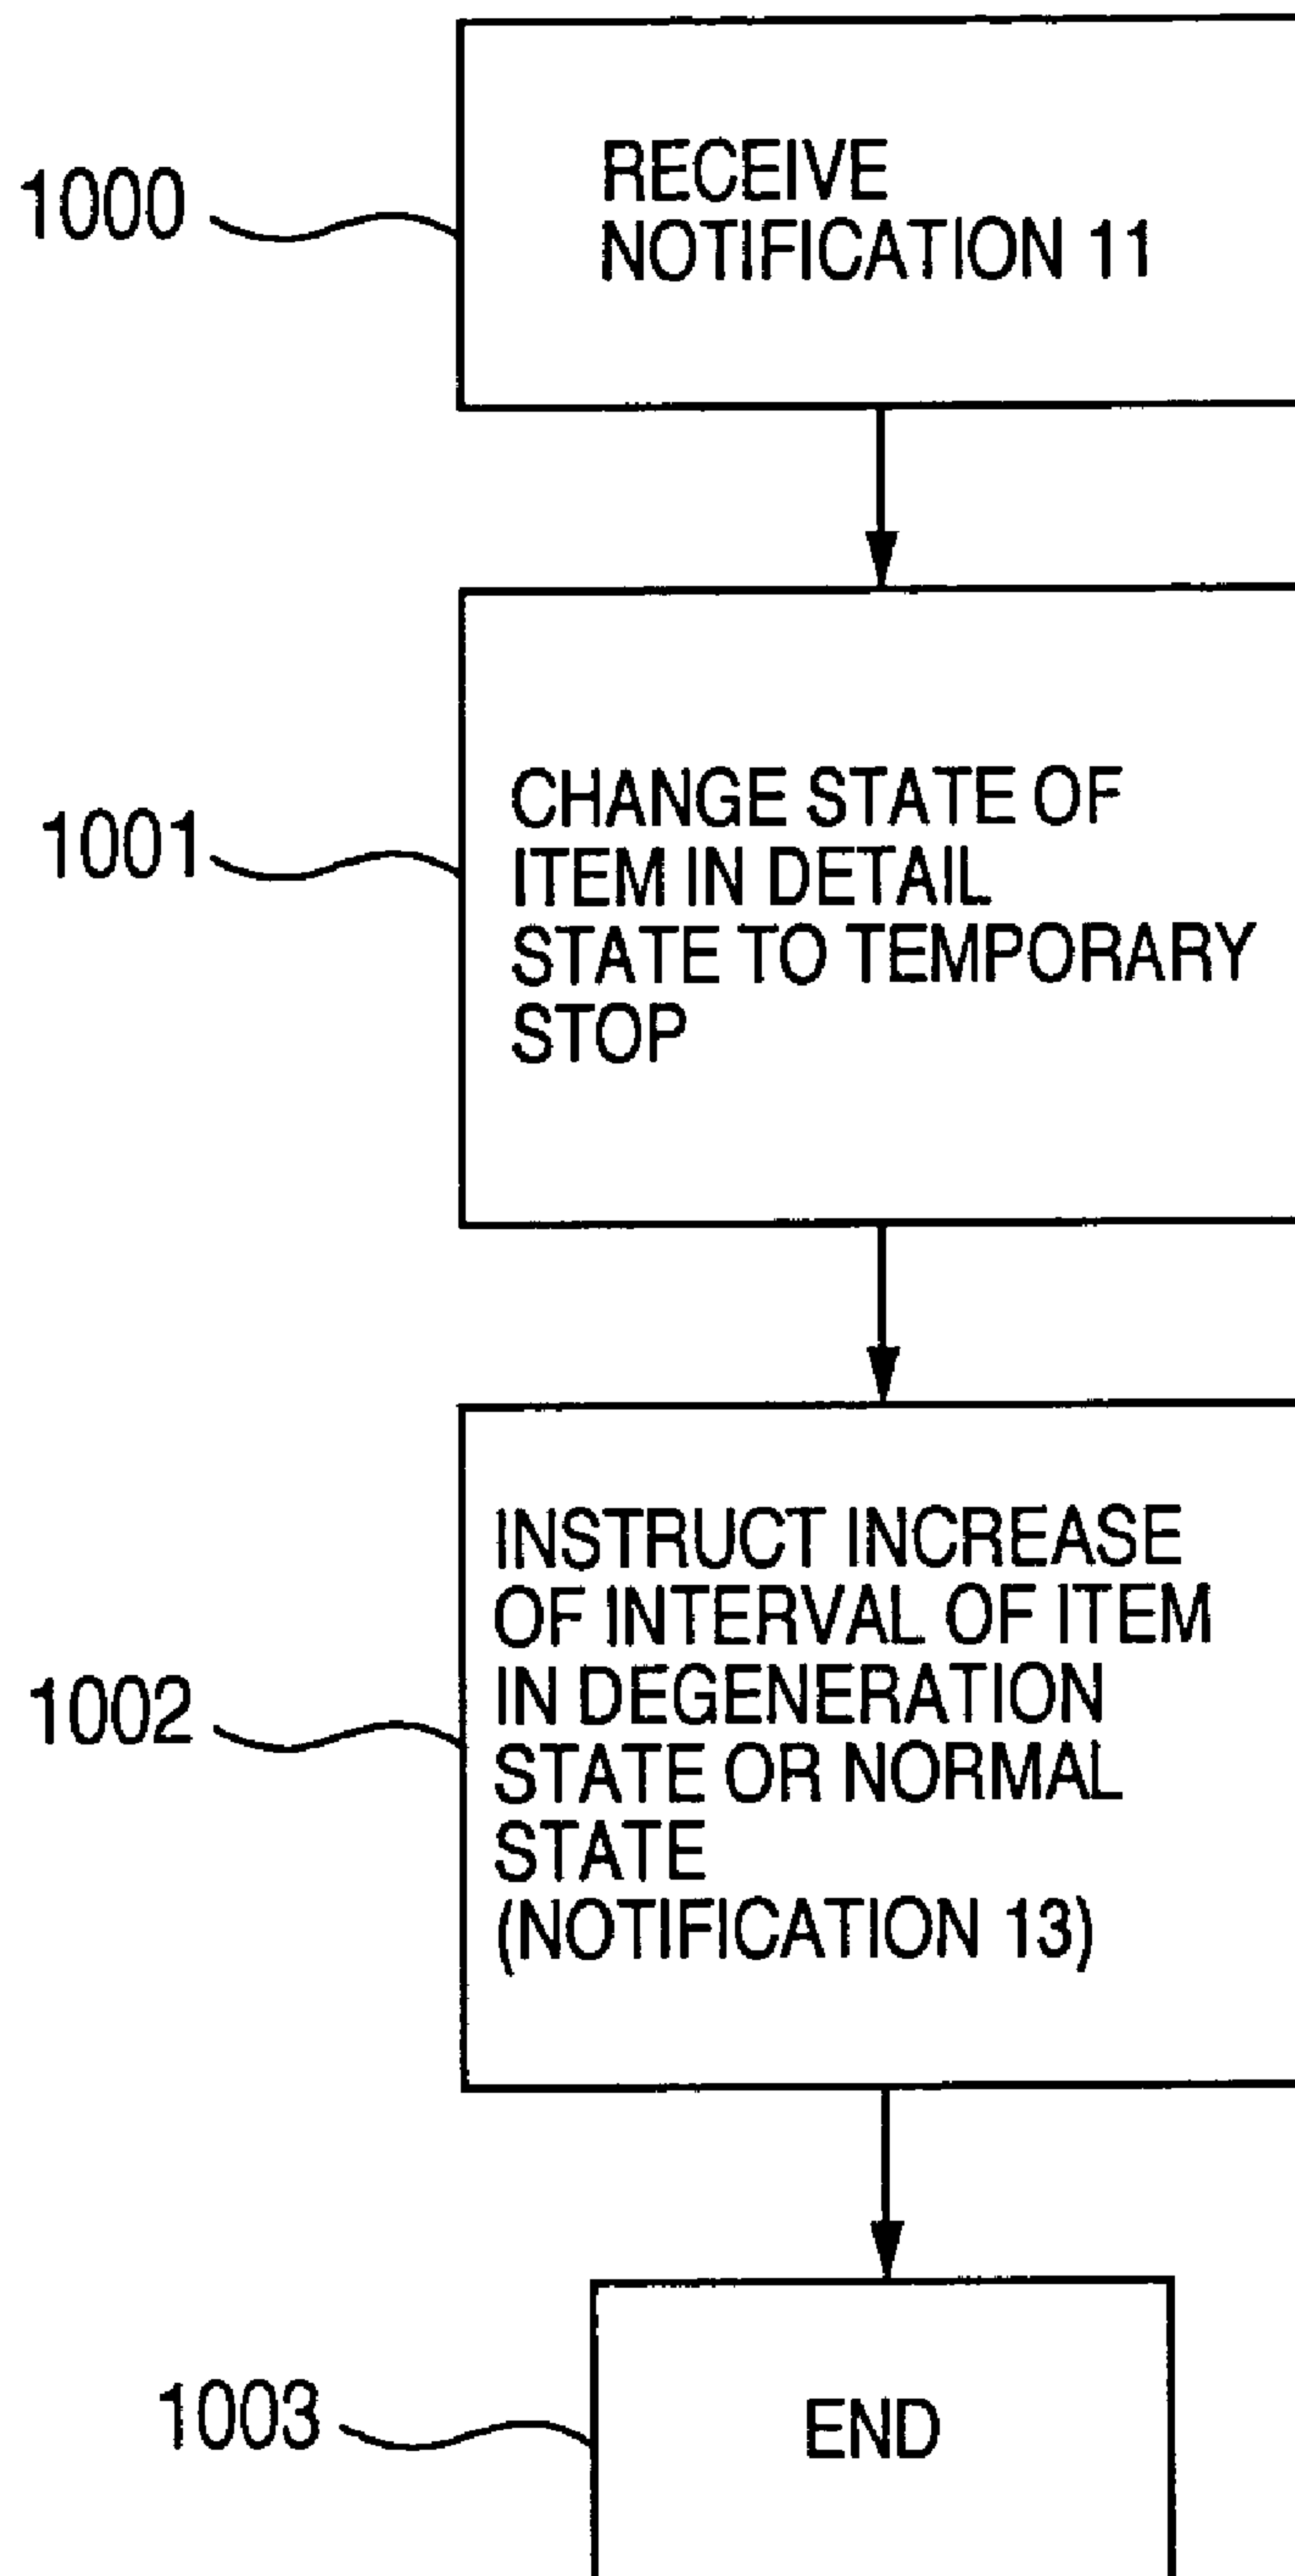 1000
RECEIVE
NOTIFICATION 11
1001
CHANGE STATE OF
ITEM IN DETAIL
STATE TO TEMPORARY
STOP
1002
INSTRUCT INCREASE
OF INTERVAL OF ITEM
IN DEGENERATION
STATE OR NORMAL
STATE
(NOTIFICATION 13)
1003
END